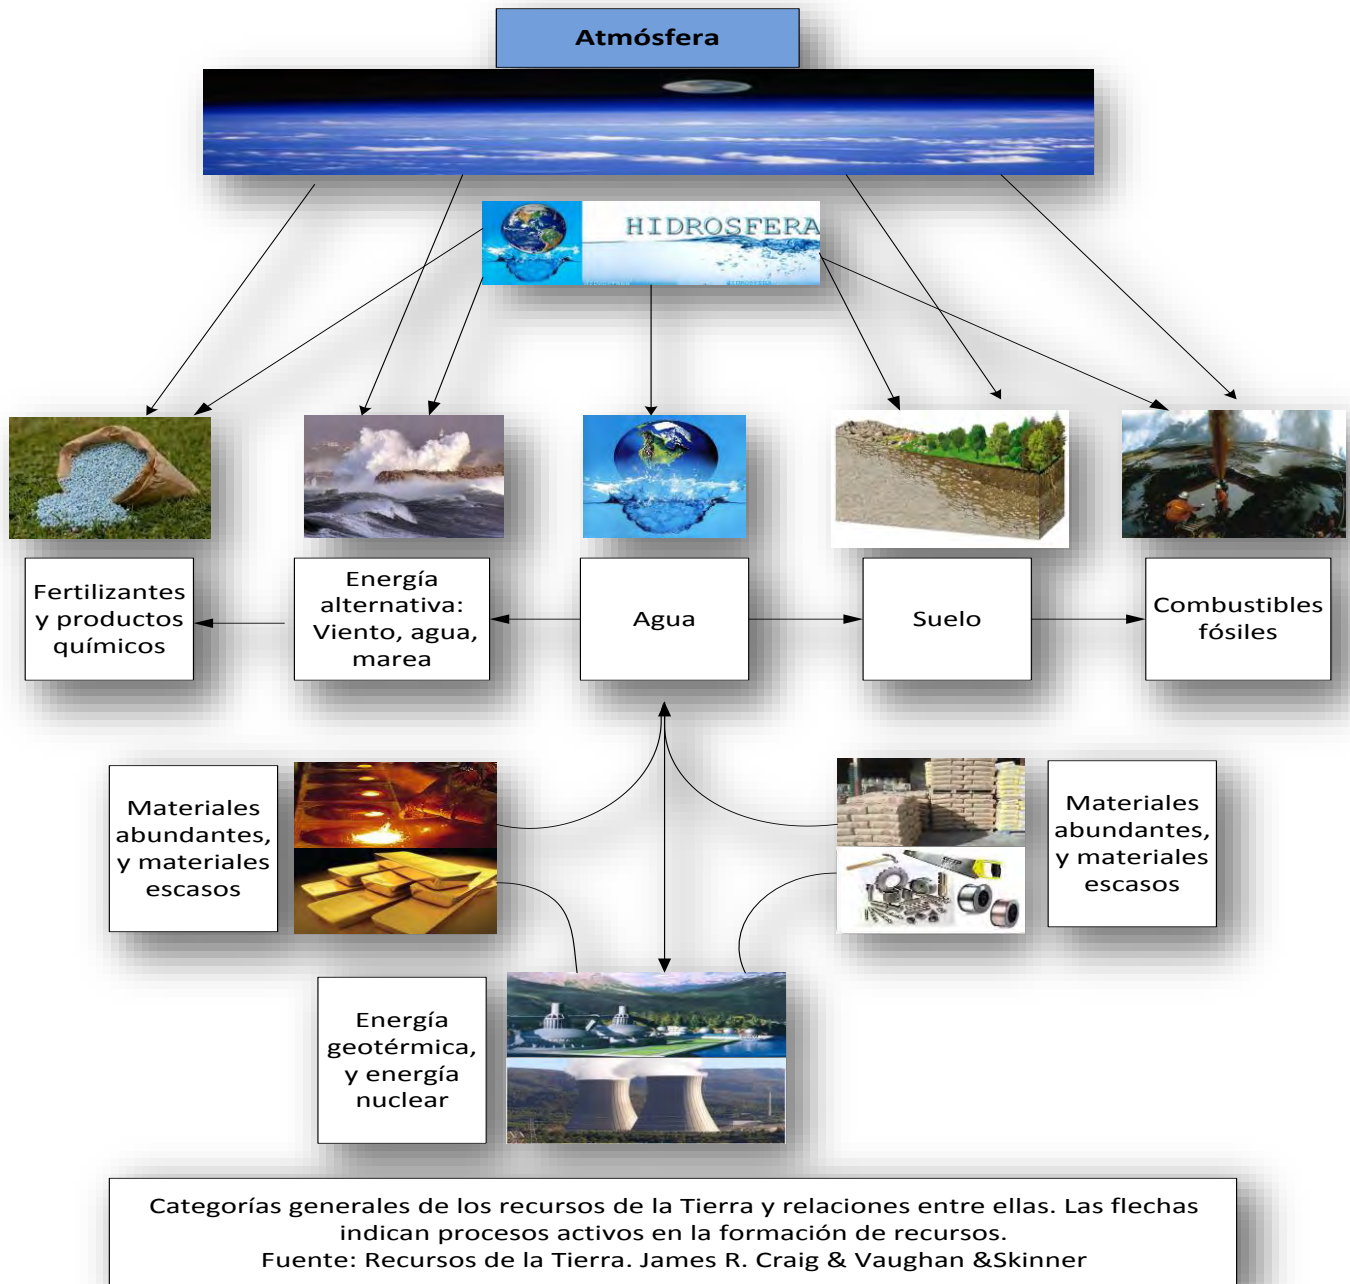 Atmósfera
HIDROSFERA
HIDROSFERA
Fertilizantes
y productos
químicos
Energía
alternativa:
Viento, agua,
marea
Agua
Suelo
Combustibles
fósiles
Materiales
abundantes,
y materiales
escasos
Materiales
abundantes,
y materiales
escasos
Energía
geotérmica,
y energía
nuclear
Categorías generales de los recursos de la Tierra y relaciones entre ellas. Las flechas
indican procesos activos en la formación de recursos.
Fuente: Recursos de la Tierra. James R. Craig & Vaughan &Skinner